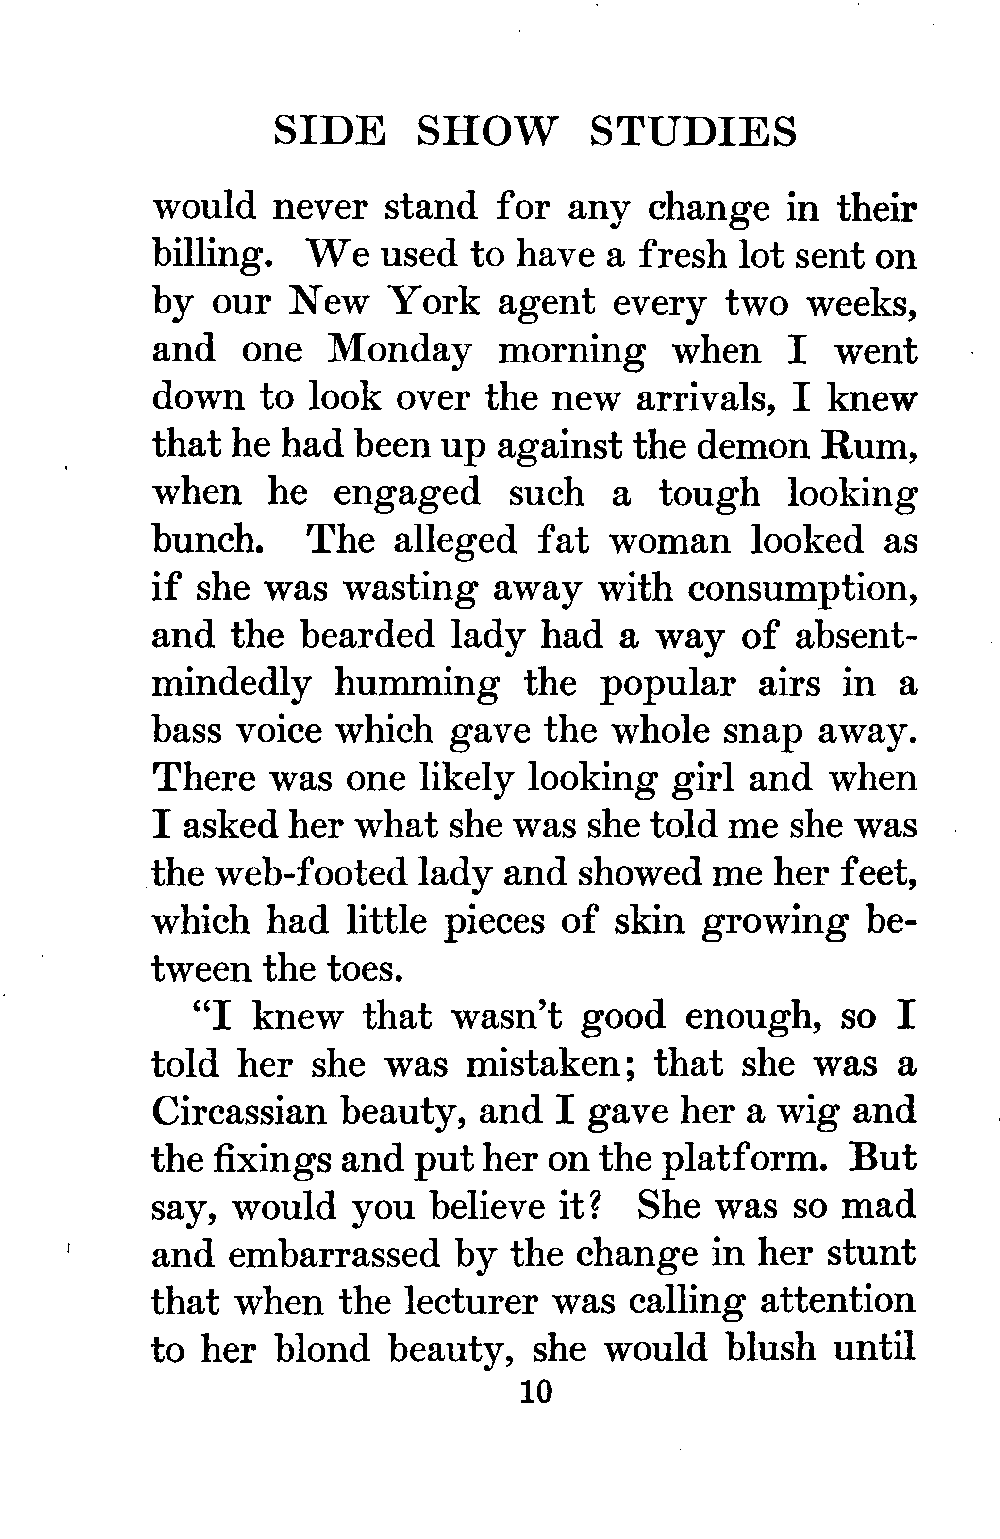 SIDE SHOW STUDIES
would never stand for any change in their
billing. We used to have a fresh lot sent on
by our New York agent every two weeks,
and one Monday morning when I went
down to look over the new arrivals, I knew
that he had been up against the demon Rum,
when he engaged such a tough looking
bunch. The alleged fat woman looked as
if she was wasting away with consumption,
and the bearded lady had a way of absent-
mindedly humming the popular airs in a
bass voice which gave the whole snap away.
There was one likely looking girl and when
I asked her what she was she told me she was
the web-footed lady and showed me her feet,
which had little pieces of skin growing be-
tween the toes.
“I knew that wasn’t good enough, so I
told her she was mistaken; that she was a
Circassian beauty, and I gave her a wig and
the fixings and put her on the platform. But
say, would you believe it? She was so mad
and embarrassed by the change in her stunt
that when the lecturer was calling attention
to her blond beauty, she would blush until
10